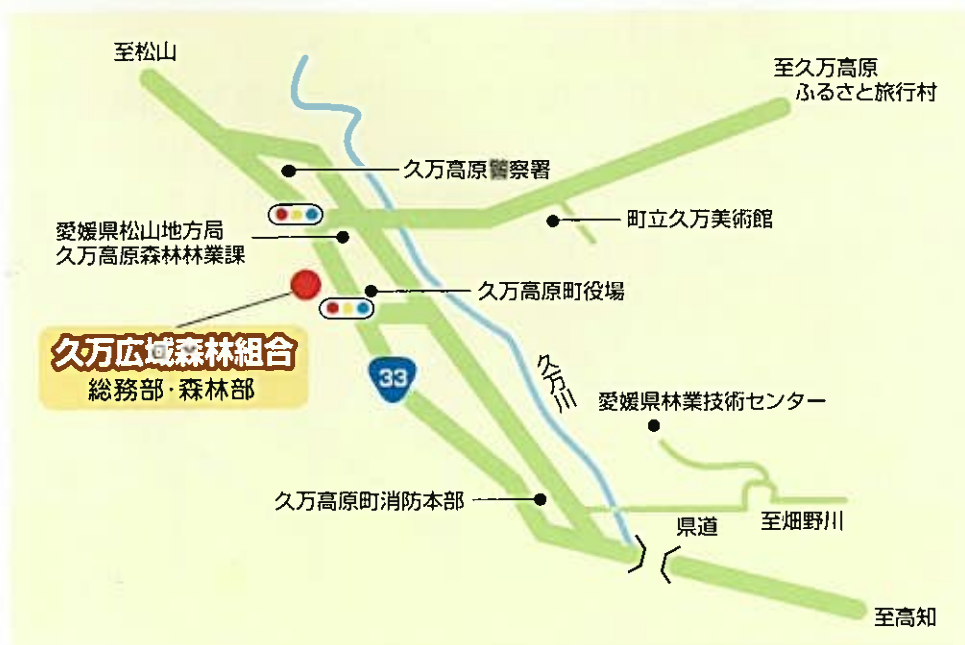 至松山
至久万高原
ふるさと旅行村
久万高原警察署
町立久万美術館
愛媛県松山地方局
久万高原森林林業課
久万高原町役場
久万広域森林組合
総務部・森林部
33
久万川
愛媛県林業技術センター
久万高原町消防本部
県道
至畑野川
至高知